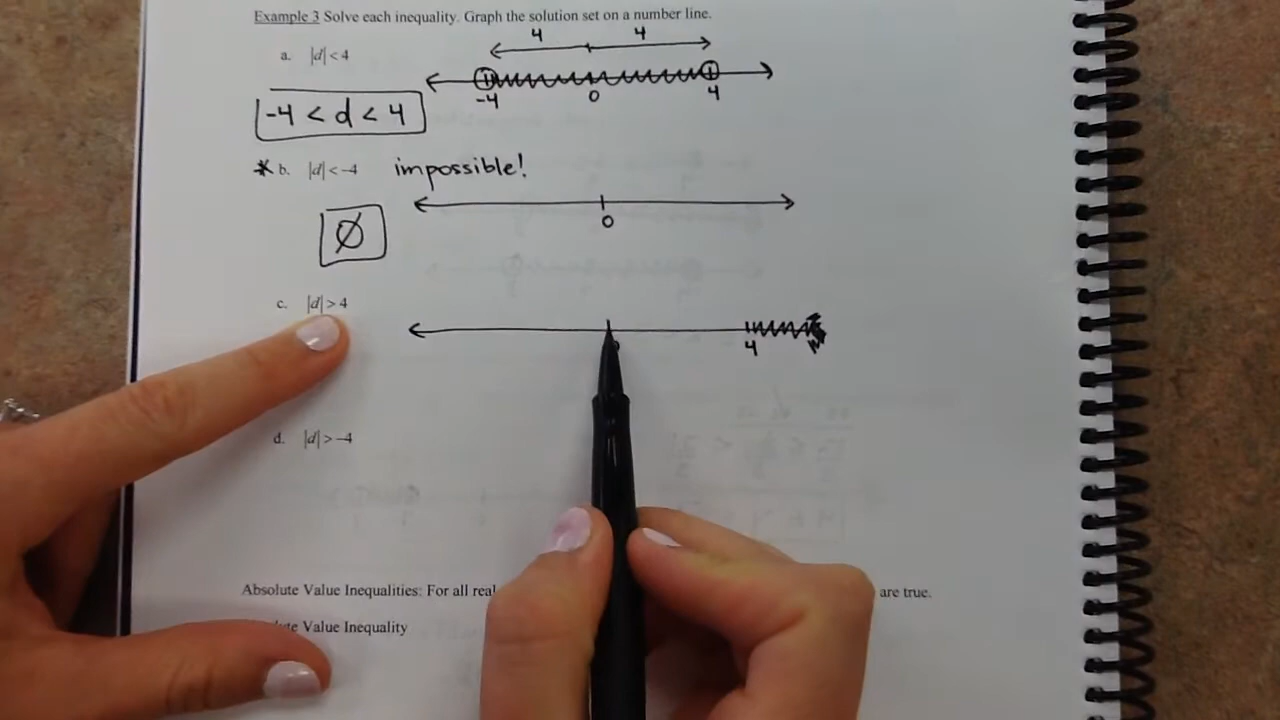 Example 3 Solve each inequality. Graph the solution set on a number line.
4 4
a. |d| < 4
-4 0 4
-4 < d < 4
* b. |d| < -4 impossible!
0
∅
c. |d| > 4
4
d. |d| > -4
Absolute Value Inequalities: For all are true.
Value Inequality